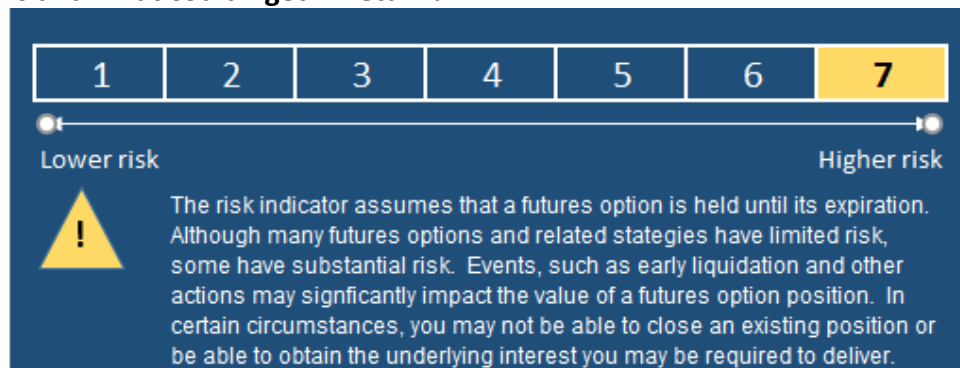 1 2 3 4 5 6 7
Lower risk Higher risk
! The risk indicator assumes that a futures option is held until its expiration.
Although many futures options and related stategies have limited risk,
some have substantial risk.  Events, such as early liquidation and other
actions may signficantly impact the value of a futures option position.  In
certain circumstances, you may not be able to close an existing position or
be able to obtain the underlying interest you may be required to deliver.